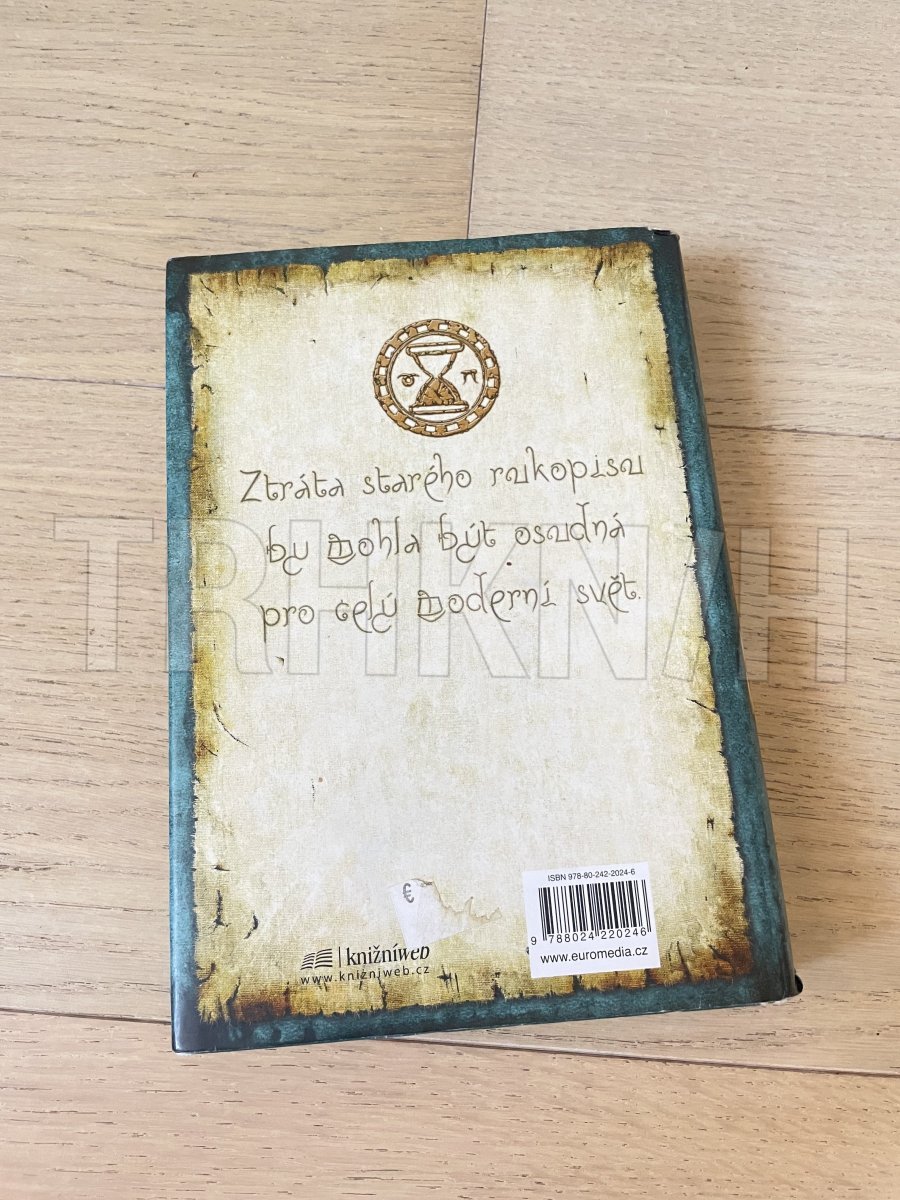 Ztráta starého rukopisu
by mohla být osudná
pro celý moderní svět.
TRHKNIH
ISBN 978-80-242-2024-6
9 788024 220246
www.euromedia.cz
€
knižníweb
www.knizniweb.cz